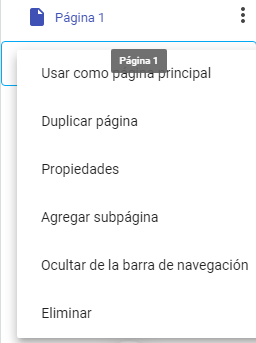 Página 1
Página 1
Usar como página principal
Duplicar página
Propiedades
Agregar subpágina
Ocultar de la barra de navegación
Eliminar